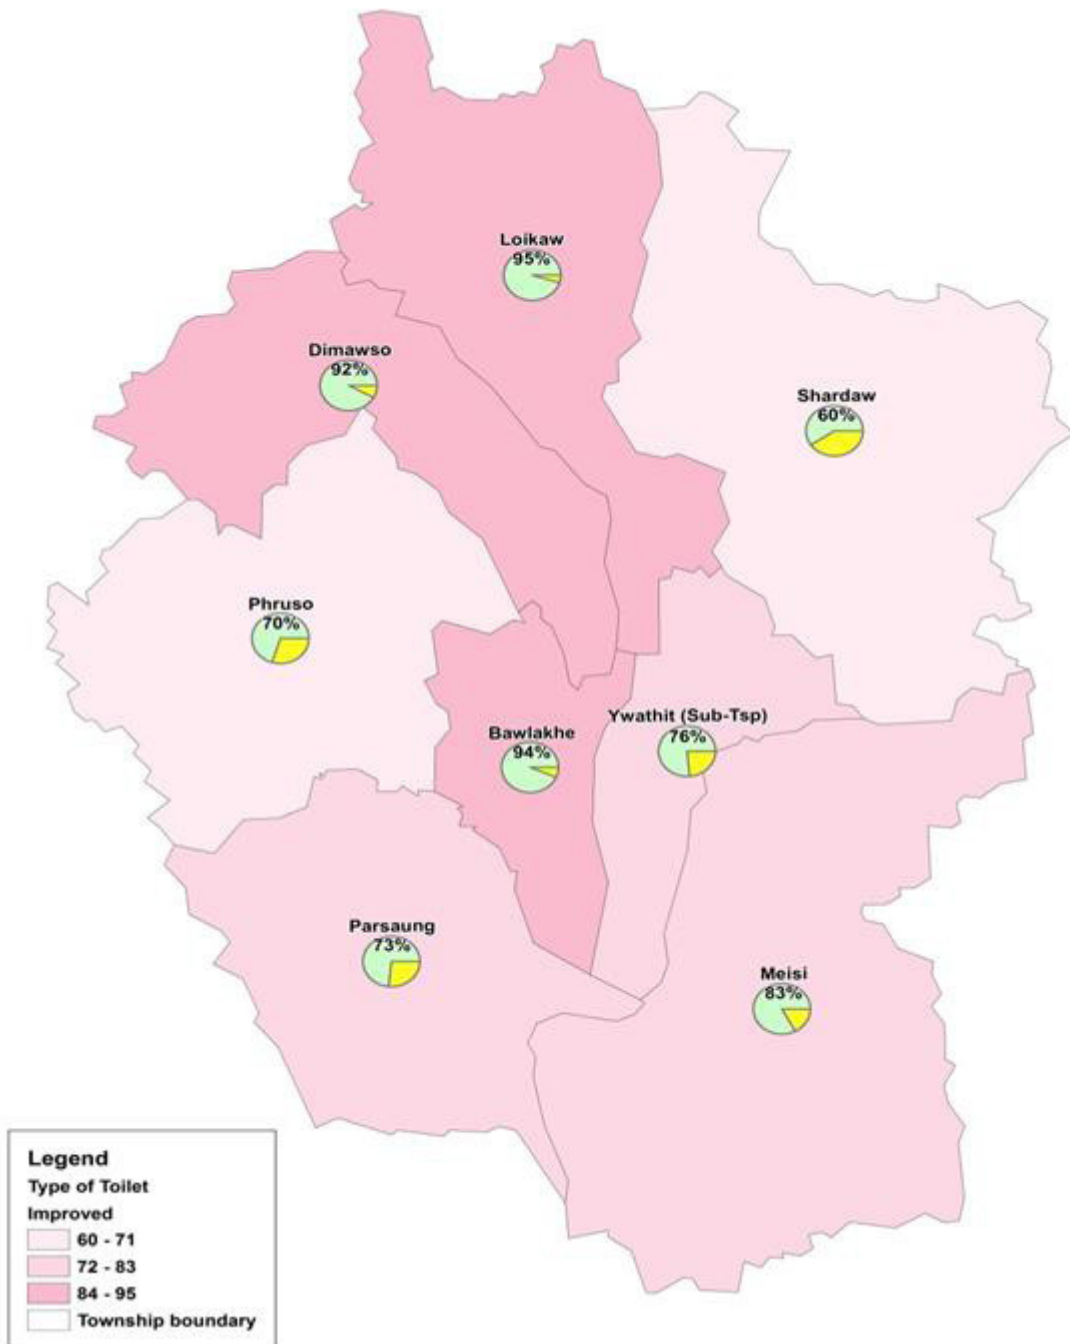 Loikaw
95%
Dimawso
92%
Shardaw
60%
Phruso
70%
Ywathit (Sub-Tsp)
76%
Bawlakhe
94%
Parsaung
73%
Meisi
83%
Legend
Type of Toilet
Improved
60 - 71
72 - 83
84 - 95
Township boundary